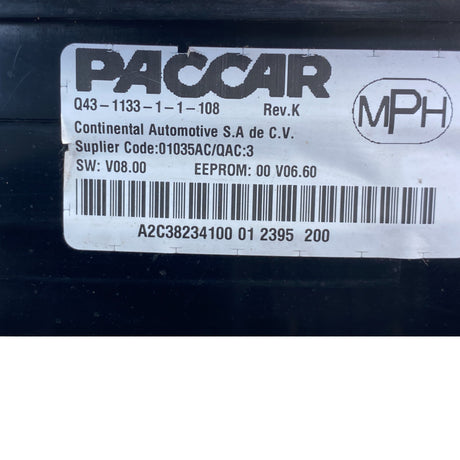 PACCAR
Q43-1133-1-1-108 Rev.K
MPH
Continental Automotive S.A de C.V.
Suplier Code:01035AC/QAC:3
SW: V08.00 EEPROM: 00 V06.60
A2C38234100 01 2395 200